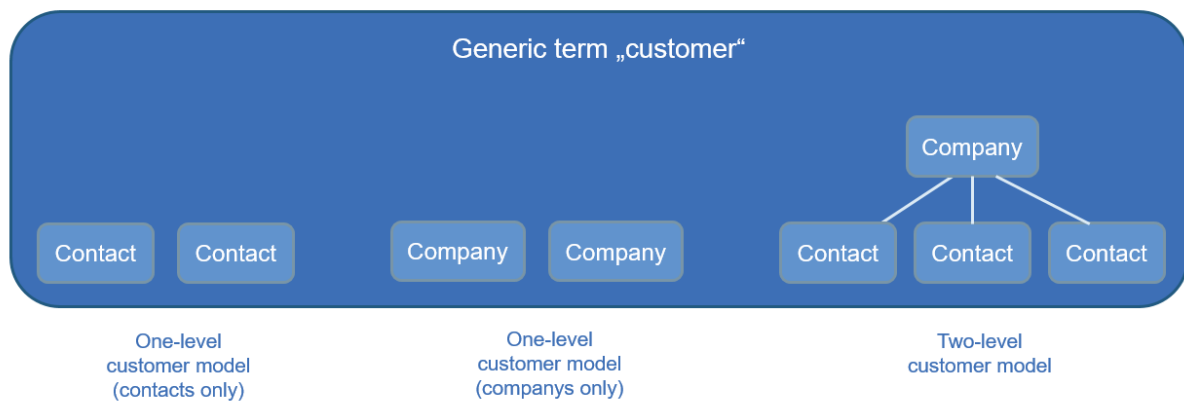 Generic term „customer“
Company
Contact
Contact
Company
Company
Contact
Contact
Contact
One-level
customer model
(contacts only)
One-level
customer model
(companys only)
Two-level
customer model